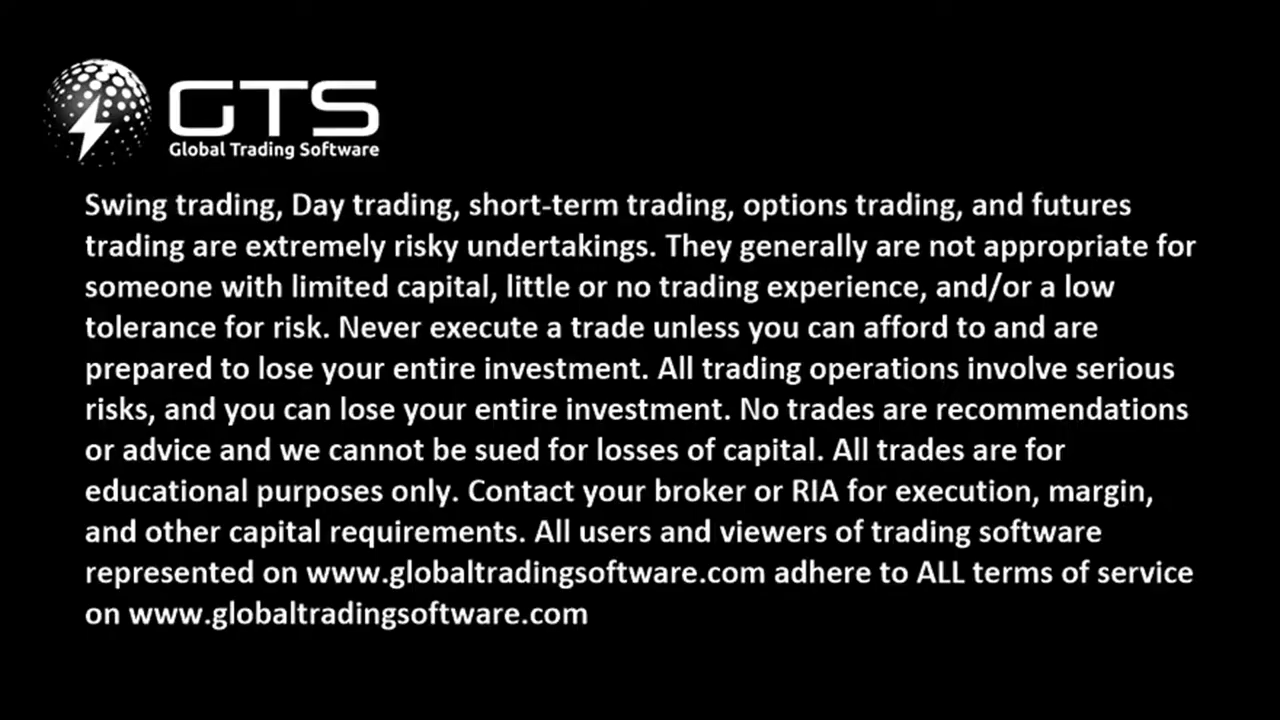 GTS
Global Trading Software
Swing trading, Day trading, short-term trading, options trading, and futures
trading are extremely risky undertakings. They generally are not appropriate for
someone with limited capital, little or no trading experience, and/or a low
tolerance for risk. Never execute a trade unless you can afford to and are
prepared to lose your entire investment. All trading operations involve serious
risks, and you can lose your entire investment. No trades are recommendations
or advice and we cannot be sued for losses of capital. All trades are for
educational purposes only. Contact your broker or RIA for execution, margin,
and other capital requirements. All users and viewers of trading software
represented on www.globaltradingsoftware.com adhere to ALL terms of service
on www.globaltradingsoftware.com